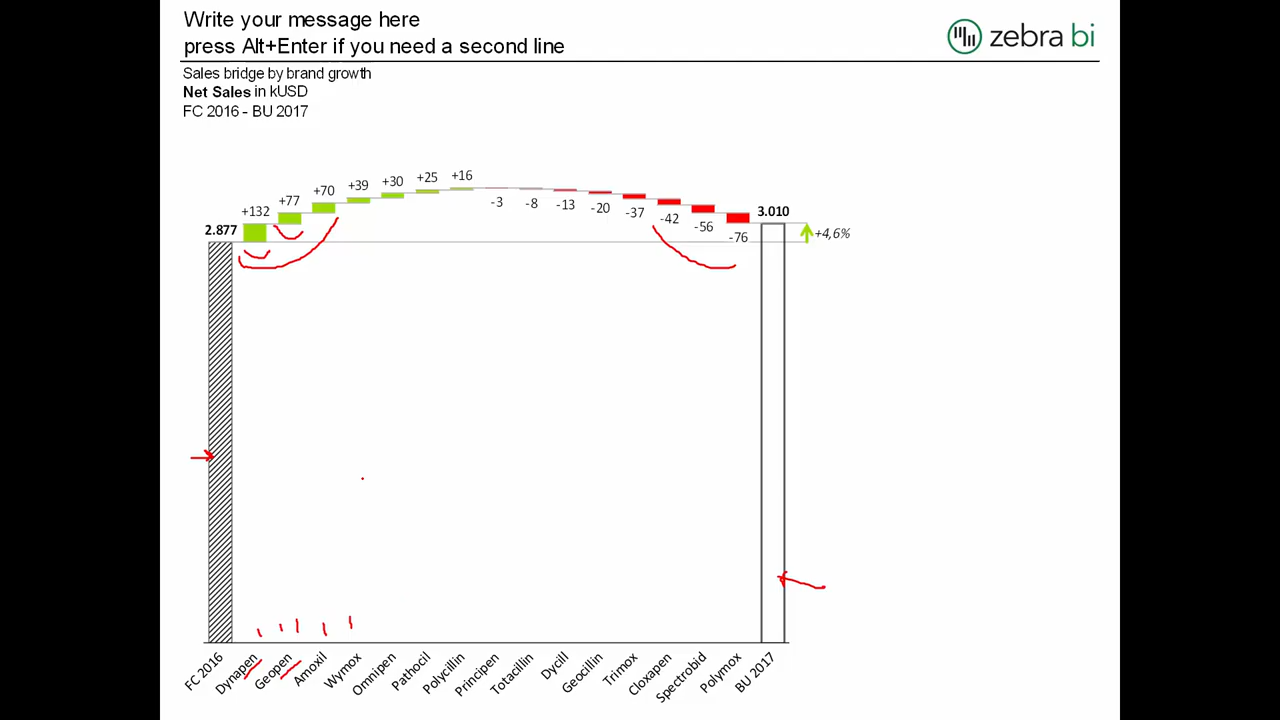 Write your message here
press Alt+Enter if you need a second line
zebra bi
Sales bridge by brand growth
Net Sales in kUSD
FC 2016 - BU 2017
+132
+77
+70
+39
+30
+25
+16
-3
-8
-13
-20
-37
-42
-56
-76
2.877
3.010
+4,6%
FC 2016
Dynapen
Geopen
Amoxil
Wymox
Omnipen
Pathocil
Polycillin
Principen
Totacillin
Dycill
Geocillin
Trimox
Cloxapen
Spectrobid
Polymox
BU 2017